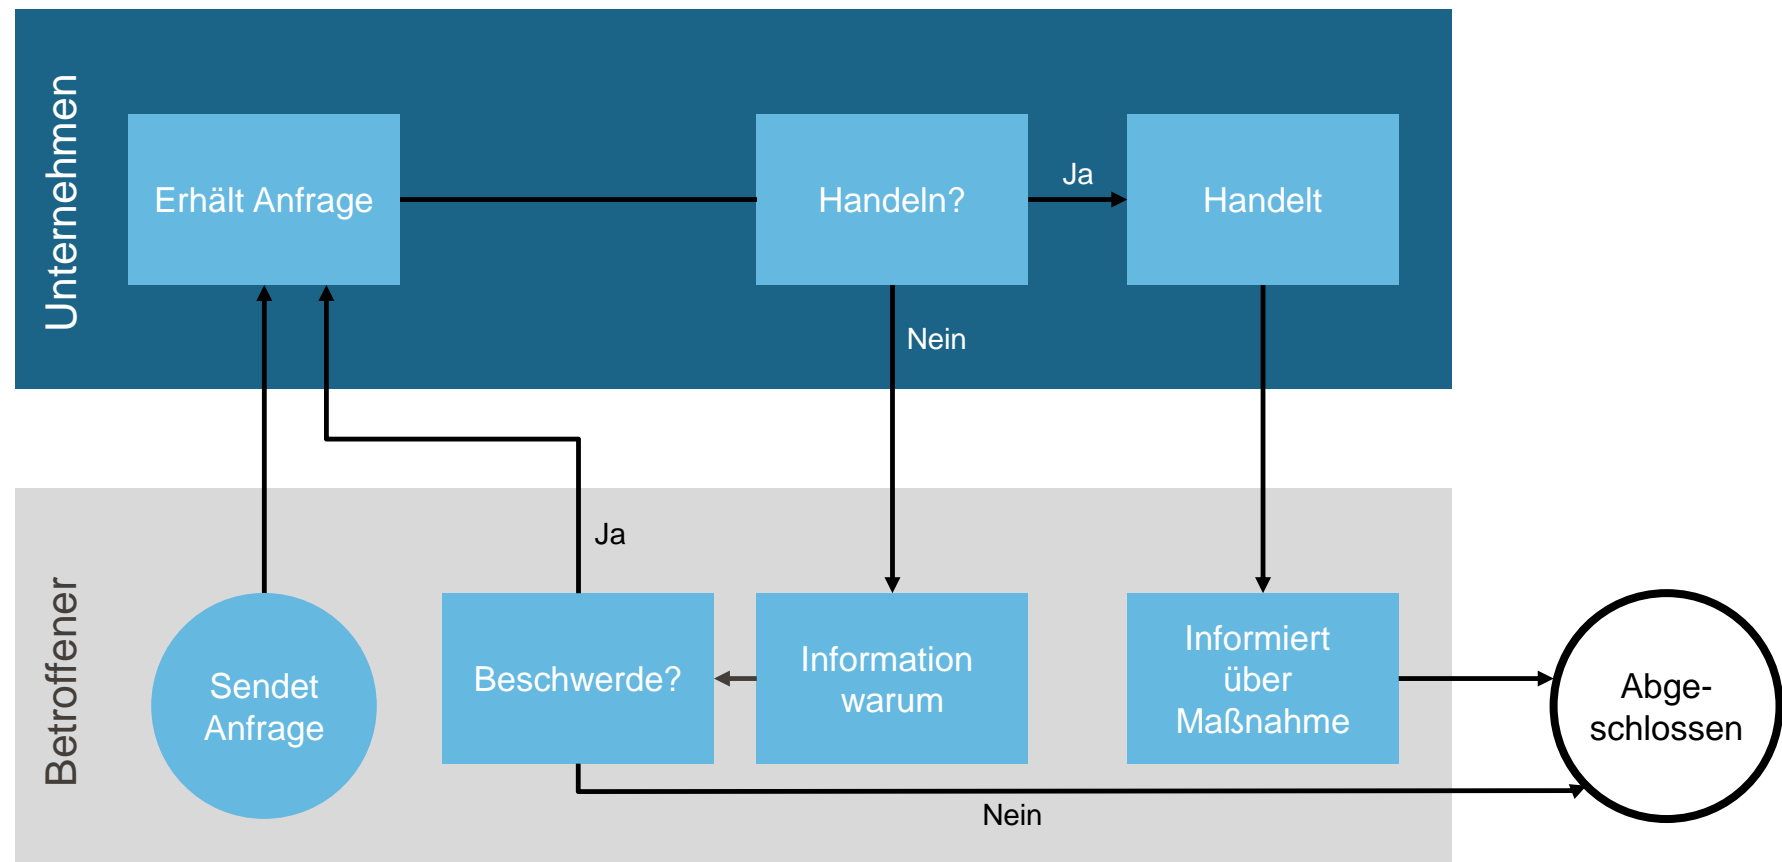 Unternehmen
Erhält Anfrage
Handeln?
Ja
Handelt
Nein
Ja
Betroffener
Sendet
Anfrage
Beschwerde?
Information
warum
Informiert
über
Maßnahme
Abge-
schlossen
Nein